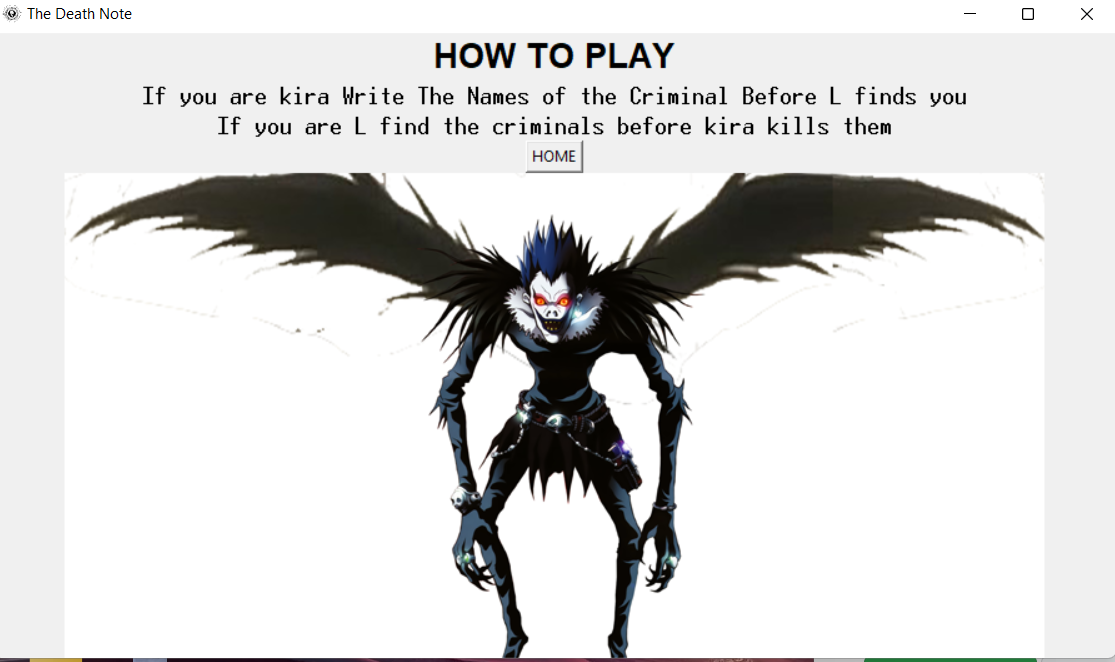 The Death Note
HOW TO PLAY
If you are kira Write The Names of the Criminal Before L finds you
If you are L find the criminals before kira kills them
HOME